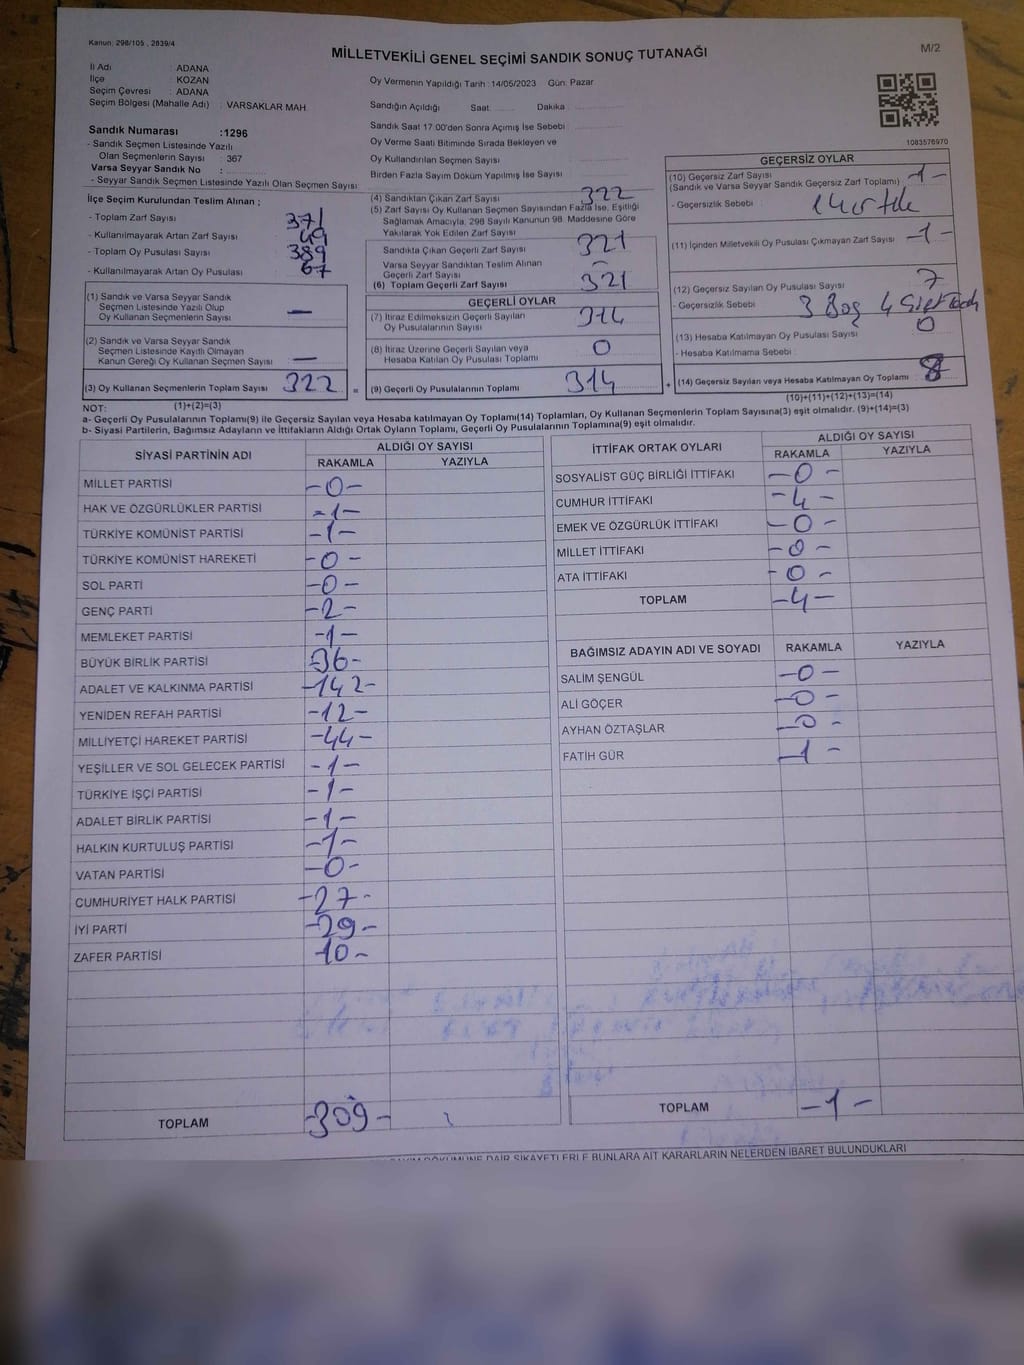 Kanun: 298/105 , 2839/4
MİLLETVEKİLİ GENEL SEÇİMİ SANDIK SONUÇ TUTANAĞI
M/2
İl Adı : ADANA
İlçe : KOZAN
Seçim Çevresi : ADANA
Seçim Bölgesi (Mahalle Adı) : VARSAKLAR MAH
Sandık Numarası :1296
- Sandık Seçmen Listesinde Yazılı
Olan Seçmenlerin Sayısı : 367
Varsa Seyyar Sandık No :
- Seyyar Sandık Seçmen Listesinde Yazılı Olan Seçmen Sayısı:
Oy Vermenin Yapıldığı Tarih : 14/05/2023 Gün: Pazar
Sandığın Açıldığı Saat: Dakika :
Sandık Saat 17:00'den Sonra Açımış İse Sebebi :
Oy Verme Saati Bitiminde Sırada Bekleyen ve
Oy Kullandırılan Seçmen Sayısı :
Birden Fazla Sayım Döküm Yapılmış İse Sayısı :
1083576970
İlçe Seçim Kurulundan Teslim Alınan ;
- Toplam Zarf Sayısı : 371
- Kullanılmayarak Artan Zarf Sayısı : 49
- Toplam Oy Pusulası Sayısı : 389
- Kullanılmayarak Artan Oy Pusulası : 67
(1) Sandık ve Varsa Seyyar Sandık
Seçmen Listesinde Yazılı Olup
Oy Kullanan Seçmenlerin Sayısı : —
(2) Sandık ve Varsa Seyyar Sandık
Seçmen Listesinde Kayıtlı Olmayan
Kanun Gereği Oy Kullanan Seçmen Sayısı : —
(3) Oy Kullanan Seçmenlerin Toplam Sayısı : 322 =
(1)+(2)=(3)
(4) Sandıktan Çıkan Zarf Sayısı : 322
(5) Zarf Sayısı Oy Kullanan Seçmen Sayısından Fazla İse, Eşitliği
Sağlamak Amacıyla, 298 Sayılı Kanunun 98. Maddesine Göre
Yakılarak Yok Edilen Zarf Sayısı :
Sandıkta Çıkan Geçerli Zarf Sayısı : 321
Varsa Seyyar Sandıktan Teslim Alınan
Geçerli Zarf Sayısı : —
(6) Toplam Geçerli Zarf Sayısı : 321
GEÇERLİ OYLAR
(7) İtiraz Edilmeksizin Geçerli Sayılan
Oy Pusulalarının Sayısı : 314
(8) İtiraz Üzerine Geçerli Sayılan veya
Hesaba Katılan Oy Pusulası Toplamı : 0
(9) Geçerli Oy Pusulalarının Toplamı : 314 +
GEÇERSİZ OYLAR
(10) Geçersiz Zarf Sayısı : -1-
(Sandık ve Varsa Seyyar Sandık Geçersiz Zarf Toplamı)
- Geçersizlik Sebebi :
(11) İçinden Milletvekili Oy Pusulası Çıkmayan Zarf Sayısı : -1-
(12) Geçersiz Sayılan Oy Pusulası Sayısı : 7
- Geçersizlik Sebebi : 3 Boş 4
(13) Hesaba Katılmayan Oy Pusulası Sayısı : 0
- Hesaba Katılmama Sebebi :
(14) Geçersiz Sayılan veya Hesaba Katılmayan Oy Toplamı : 8
(10)+(11)+(12)+(13)=(14)
NOT:
a- Geçerli Oy Pusulalarının Toplamı(9) ile Geçersiz Sayılan veya Hesaba katılmayan Oy Toplamı(14) Toplamları, Oy Kullanan Seçmenlerin Toplam Sayısına(3) eşit olmalıdır. (9)+(14)=(3)
b- Siyasi Partilerin, Bağımsız Adayların ve İttifakların Aldığı Ortak Oyların Toplamı, Geçerli Oy Pusulalarının Toplamına(9) eşit olmalıdır.
SİYASİ PARTİNİN ADI ALDIĞI OY SAYISI
RAKAMLA YAZIYLA
MİLLET PARTİSİ -0-
HAK VE ÖZGÜRLÜKLER PARTİSİ -1-
TÜRKİYE KOMÜNİST PARTİSİ -1-
TÜRKİYE KOMÜNİST HAREKETİ -0-
SOL PARTİ -0-
GENÇ PARTİ -2-
MEMLEKET PARTİSİ -1-
BÜYÜK BİRLİK PARTİSİ -36-
ADALET VE KALKINMA PARTİSİ -142-
YENİDEN REFAH PARTİSİ -12-
MİLLİYETÇİ HAREKET PARTİSİ -44-
YEŞİLLER VE SOL GELECEK PARTİSİ -1-
TÜRKİYE İŞÇİ PARTİSİ -1-
ADALET BİRLİK PARTİSİ -1-
HALKIN KURTULUŞ PARTİSİ -1-
VATAN PARTİSİ -0-
CUMHURİYET HALK PARTİSİ -27-
İYİ PARTİ -29-
ZAFER PARTİSİ -10-
TOPLAM -309-
İTTİFAK ORTAK OYLARI ALDIĞI OY SAYISI
RAKAMLA YAZIYLA
SOSYALİST GÜÇ BİRLİĞİ İTTİFAKI -0-
CUMHUR İTTİFAKI -4-
EMEK VE ÖZGÜRLÜK İTTİFAKI -0-
MİLLET İTTİFAKI -0-
ATA İTTİFAKI -0-
TOPLAM -4-
BAĞIMSIZ ADAYIN ADI VE SOYADI RAKAMLA YAZIYLA
SALİM ŞENGÜL -0-
ALİ GÖÇER -0-
AYHAN ÖZTAŞLAR -0-
FATİH GÜR -1-
TOPLAM -1-
DÖKÜMÜNE DAİR ŞİKAYETLERLE BUNLARA AİT KARARLARIN NELERDEN İBARET BULUNDUKLARI